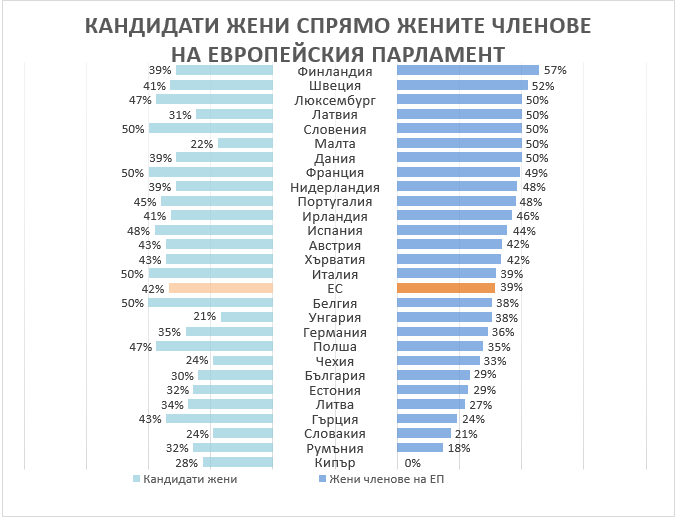 КАНДИДАТИ ЖЕНИ СПРЯМО ЖЕНИТЕ ЧЛЕНОВЕ
НА ЕВРОПЕЙСКИЯ ПАРЛАМЕНТ
39% Финландия 57%
41% Швеция 52%
47% Люксембург 50%
31% Латвия 50%
50% Словения 50%
22% Малта 50%
39% Дания 50%
50% Франция 49%
39% Нидерландия 48%
45% Португалия 48%
41% Ирландия 46%
48% Испания 44%
43% Австрия 42%
43% Хърватия 42%
50% Италия 39%
42% ЕС 39%
50% Белгия 38%
21% Унгария 38%
35% Германия 36%
47% Полша 35%
24% Чехия 33%
30% България 29%
32% Естония 29%
34% Литва 27%
43% Гърция 24%
24% Словакия 21%
32% Румъния 18%
28% Кипър 0%
Кандидати жени Жени членове на ЕП